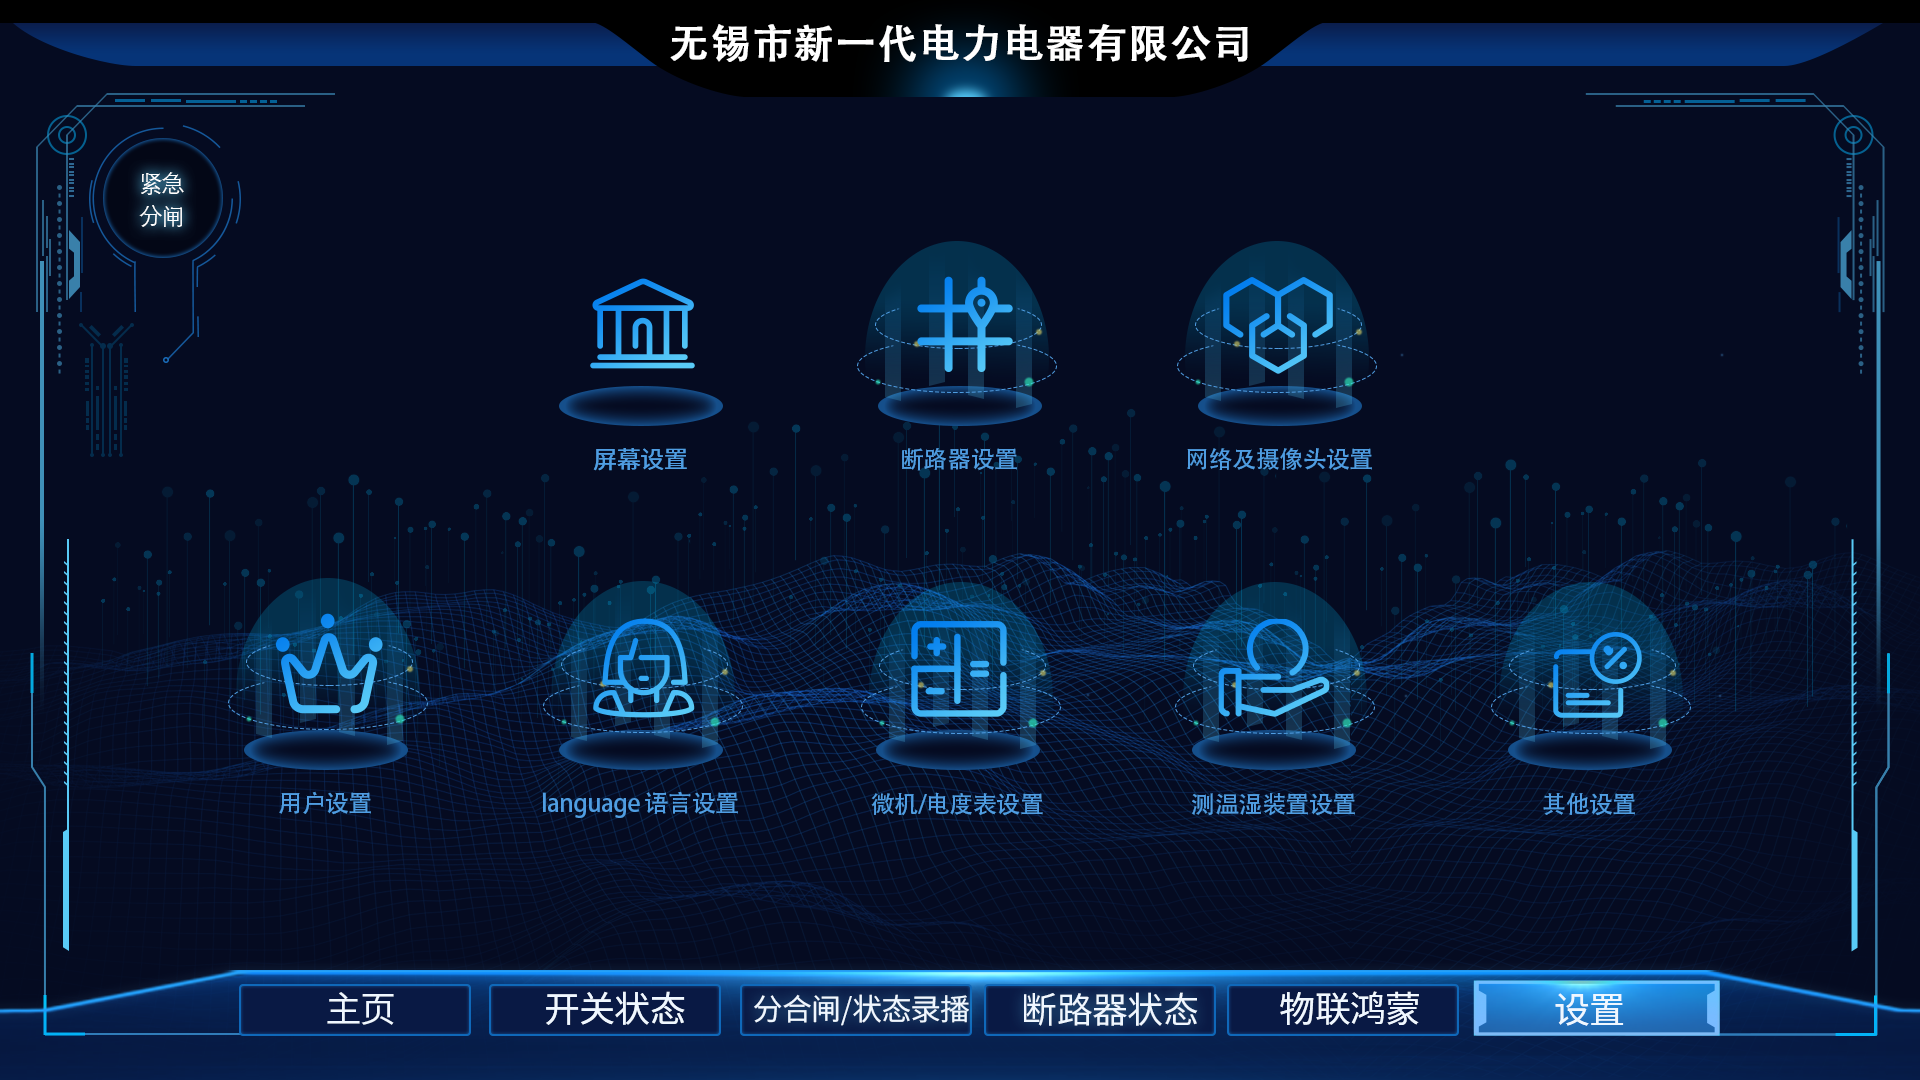 无锡市新一代电力电器有限公司
紧急
分闸
屏幕设置
断路器设置
网络及摄像头设置
用户设置
language 语言设置
微机/电度表设置
测温湿装置设置
其他设置
主页
开关状态
分合闸/状态录播
断路器状态
物联鸿蒙
设置